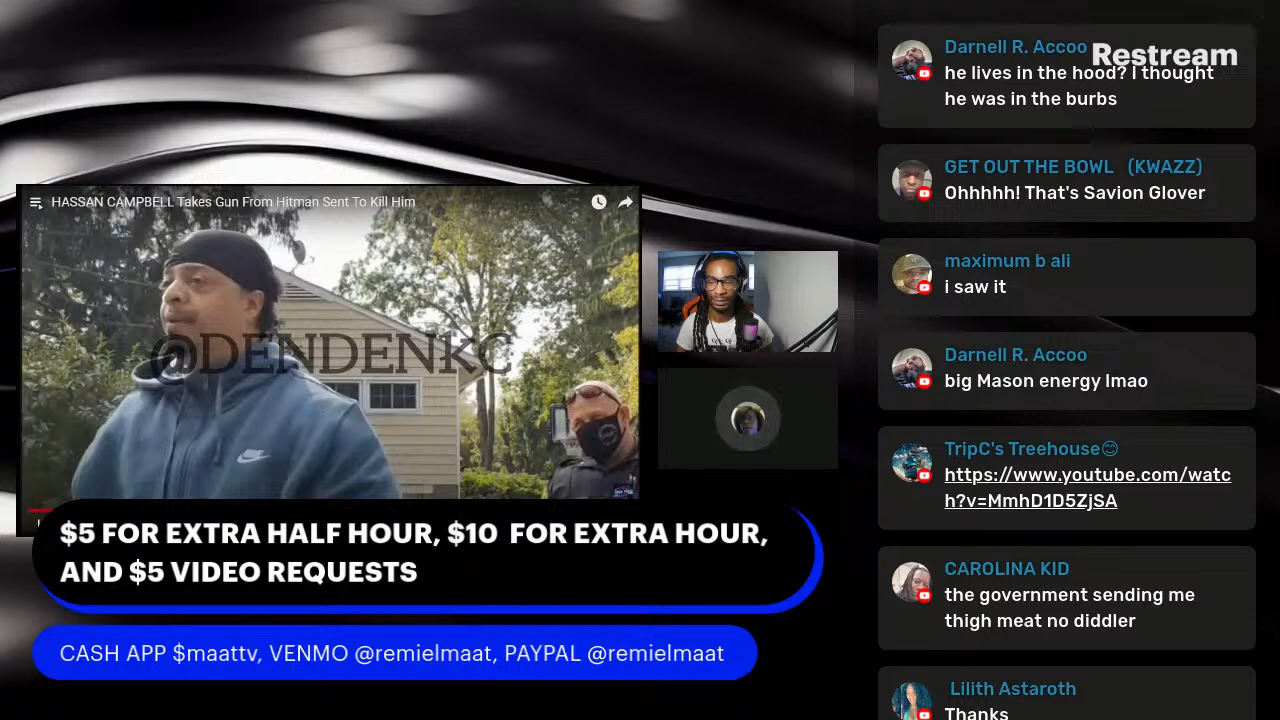 HASSAN CAMPBELL Takes Gun From Hitman Sent To Kill Him
@DENDENKC
$5 FOR EXTRA HALF HOUR, $10 FOR EXTRA HOUR,
AND $5 VIDEO REQUESTS
CASH APP $maattv, VENMO @remielmaat, PAYPAL @remielmaat
Restream
Darnell R. Accoo
he lives in the hood? I thought
he was in the burbs
GET OUT THE BOWL (KWAZZ)
Ohhhhh! That's Savion Glover
maximum b ali
i saw it
Darnell R. Accoo
big Mason energy lmao
TripC's Treehouse😊
https://www.youtube.com/watc
h?v=MmhD1D5ZjSA
CAROLINA KID
the government sending me
thigh meat no diddler
Lilith Astaroth
Thanks